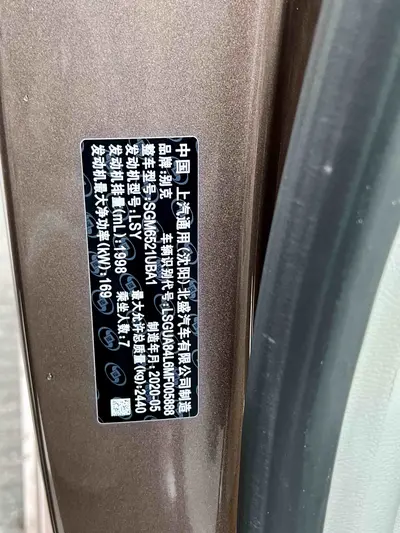 中国 上汽通用(沈阳)北盛汽车有限公司制造
品牌:别克 车辆识别代号:LSGUA84L6MF005888
整车型号:SGM6521UBA1 制造年月:2020-05
发动机型号:LSY 最大允许总质量(kg):2440
发动机排量(mL):1998 乘坐人数:7
发动机最大净功率(kW):169